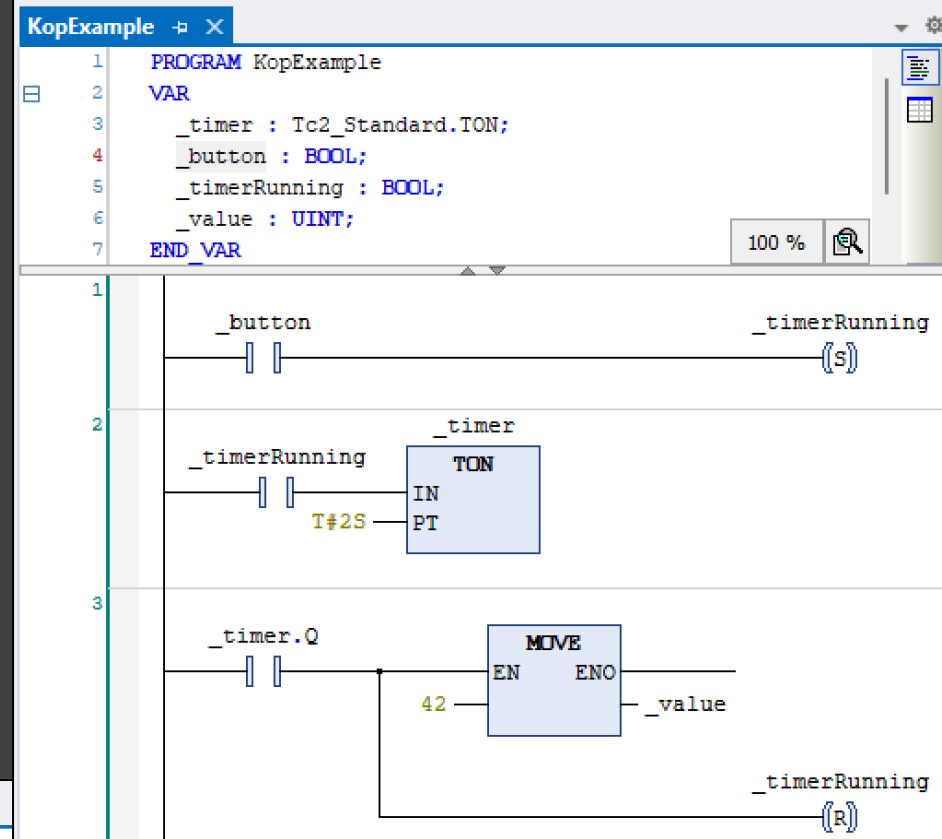 KopExample
1 PROGRAM KopExample
2 VAR
3 _timer : Tc2_Standard.TON;
4 _button : BOOL;
5 _timerRunning : BOOL;
6 _value : UINT;
7 END_VAR
100 %
1
_button _timerRunning
S
2
_timer
_timerRunning TON
IN
T#2S PT
3
_timer.Q MOVE
EN ENO
42 _value
_timerRunning
R